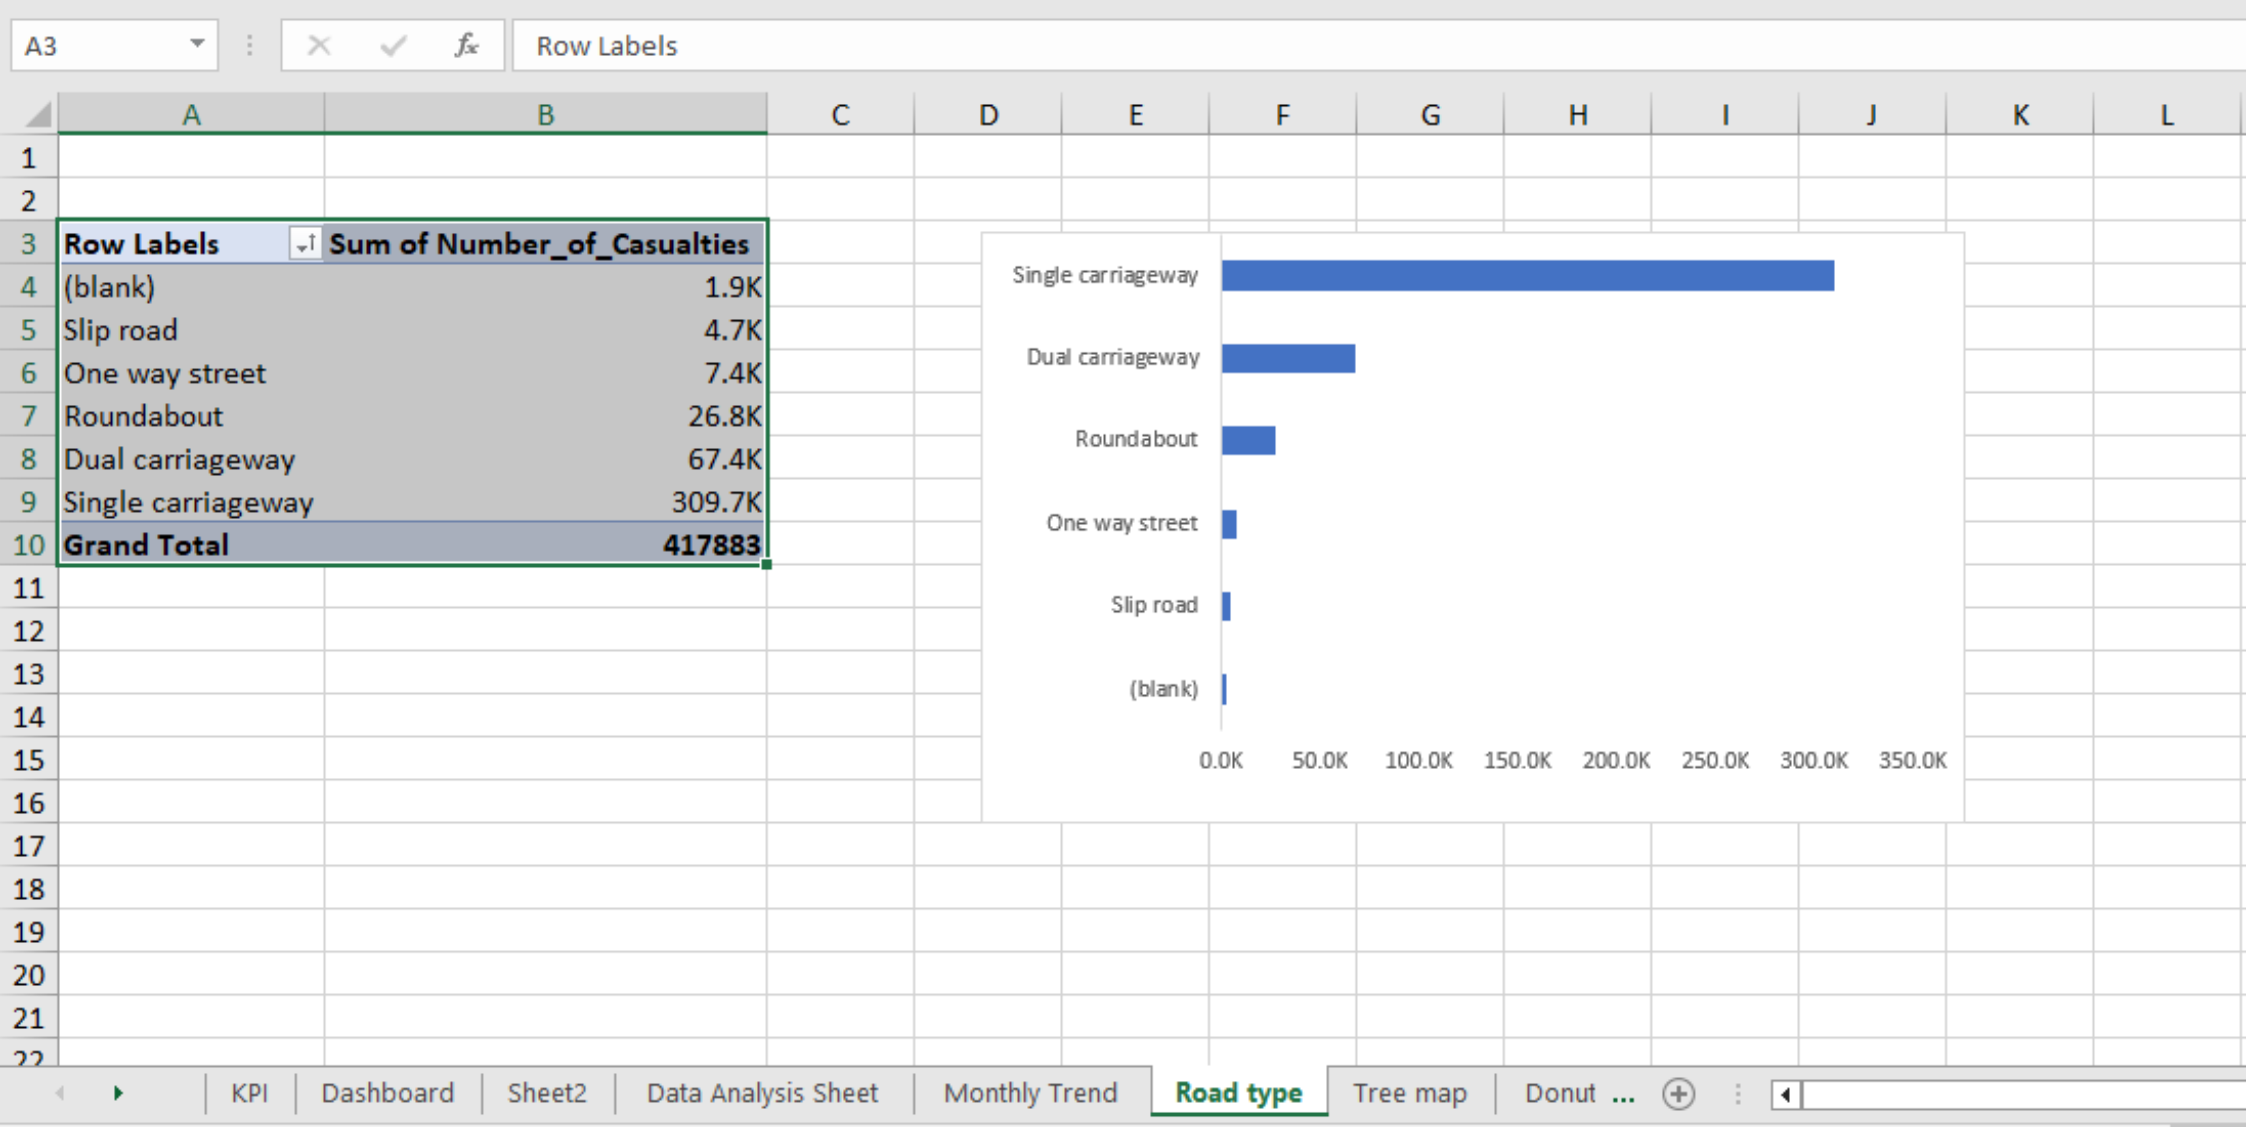 A3 fx Row Labels
A B C D E F G H I J K L
1
2
3 Row Labels Sum of Number_of_Casualties
4 (blank) 1.9K
5 Slip road 4.7K
6 One way street 7.4K
7 Roundabout 26.8K
8 Dual carriageway 67.4K
9 Single carriageway 309.7K
10 Grand Total 417883
11
12
13
14
15
16
17
18
19
20
21
22
Single carriageway
Dual carriageway
Roundabout
One way street
Slip road
(blank)
0.0K 50.0K 100.0K 150.0K 200.0K 250.0K 300.0K 350.0K
KPI Dashboard Sheet2 Data Analysis Sheet Monthly Trend Road type Tree map Donut ...